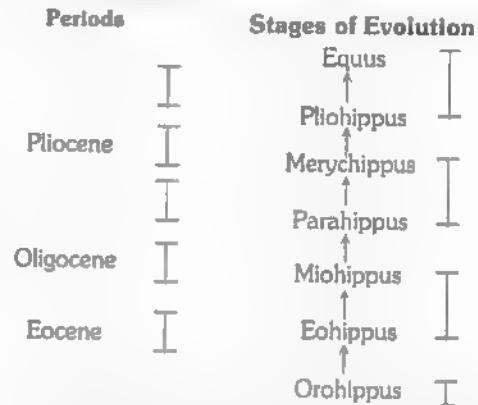 Periods
Stages of Evolution
Equus
Pliohippus
Pliocene
Merychippus
Parahippus
Oligocene
Miohippus
Eocene
Eohippus
Orohippus